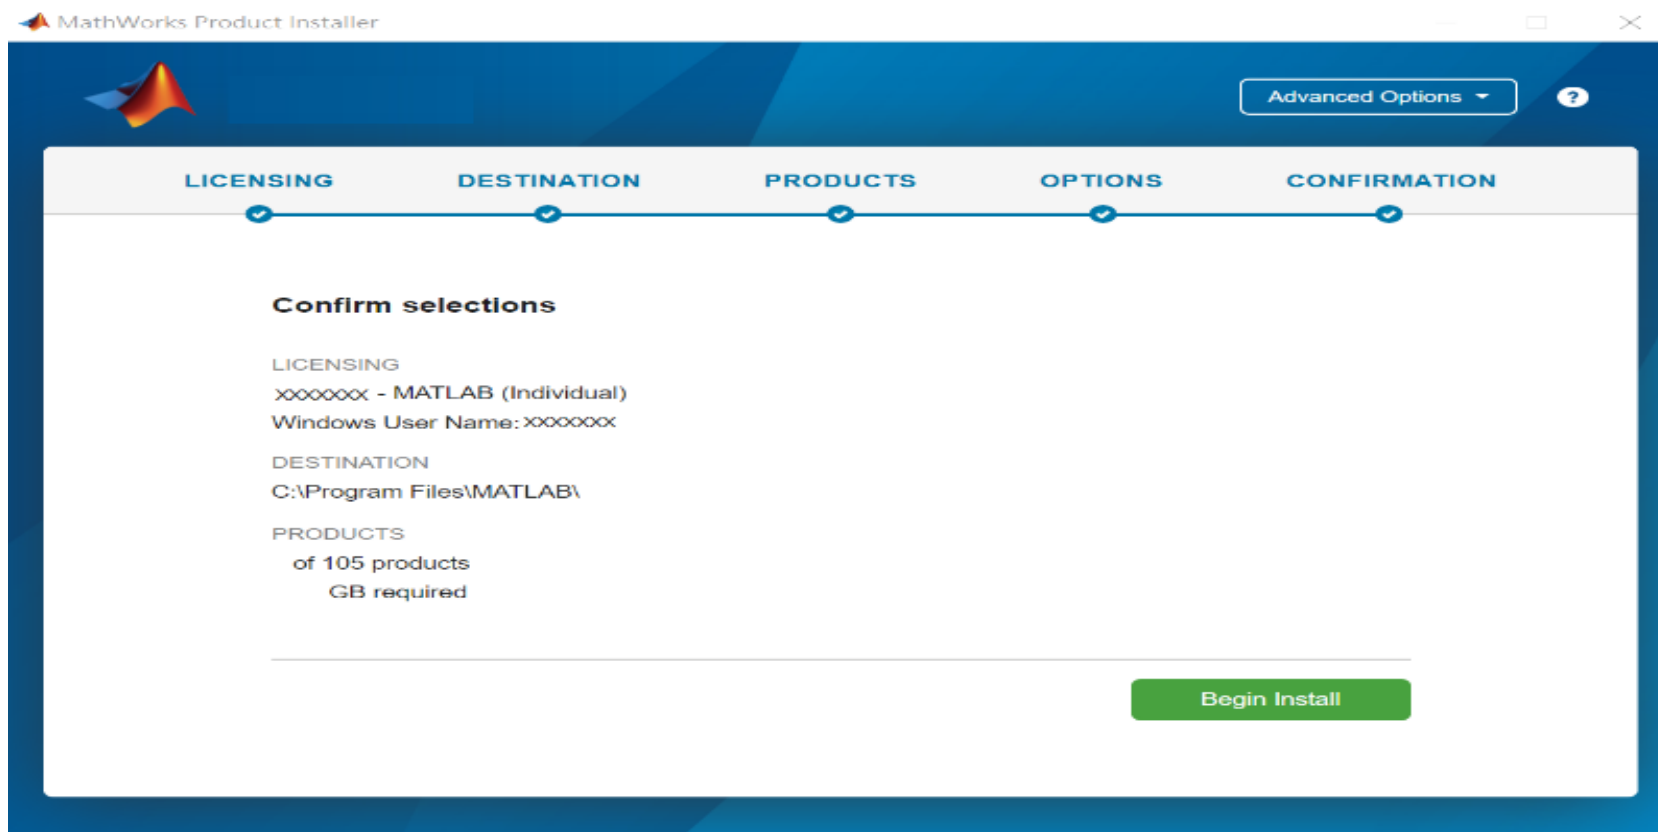 MathWorks Product Installer
Advanced Options
?
LICENSING DESTINATION PRODUCTS OPTIONS CONFIRMATION
Confirm selections
LICENSING
xxxxxxx - MATLAB (Individual)
Windows User Name: xxxxxxx
DESTINATION
C:\Program Files\MATLAB\
PRODUCTS
of 105 products
GB required
Begin Install